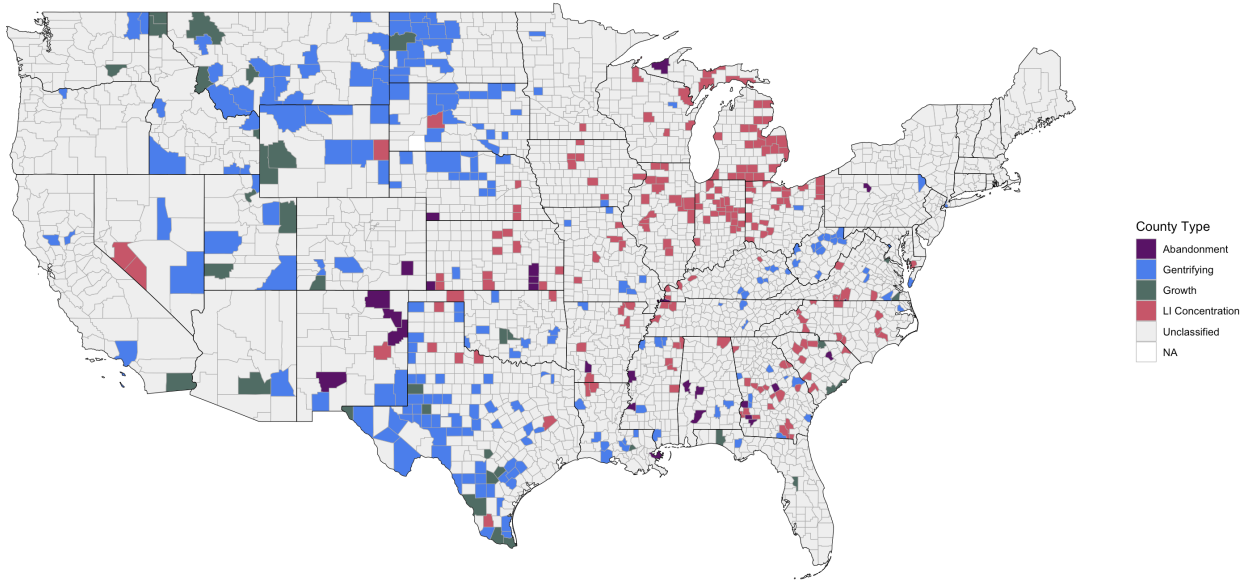 County Type
Abandonment
Gentrifying
Growth
LI Concentration
Unclassified
NA